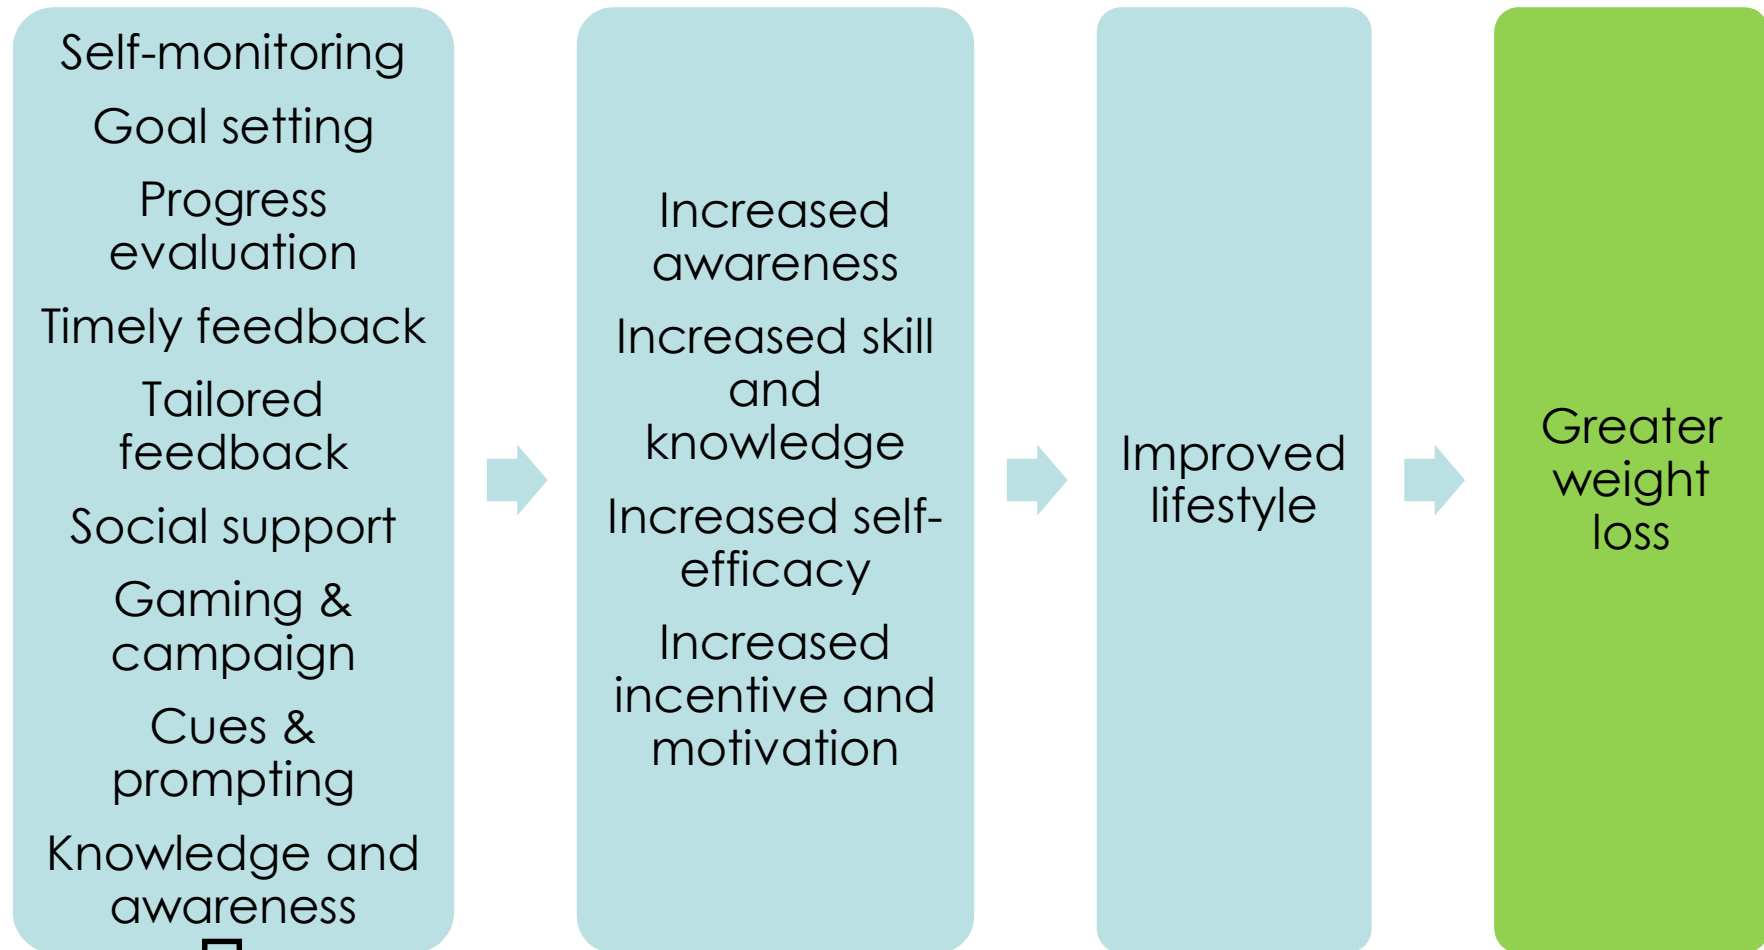 Self-monitoring
Goal setting
Progress
evaluation
Timely feedback
Tailored
feedback
Social support
Gaming &
campaign
Cues &
prompting
Knowledge and
awareness
Increased
awareness
Increased skill
and
knowledge
Increased self-
efficacy
Increased
incentive and
motivation
Improved
lifestyle
Greater
weight
loss